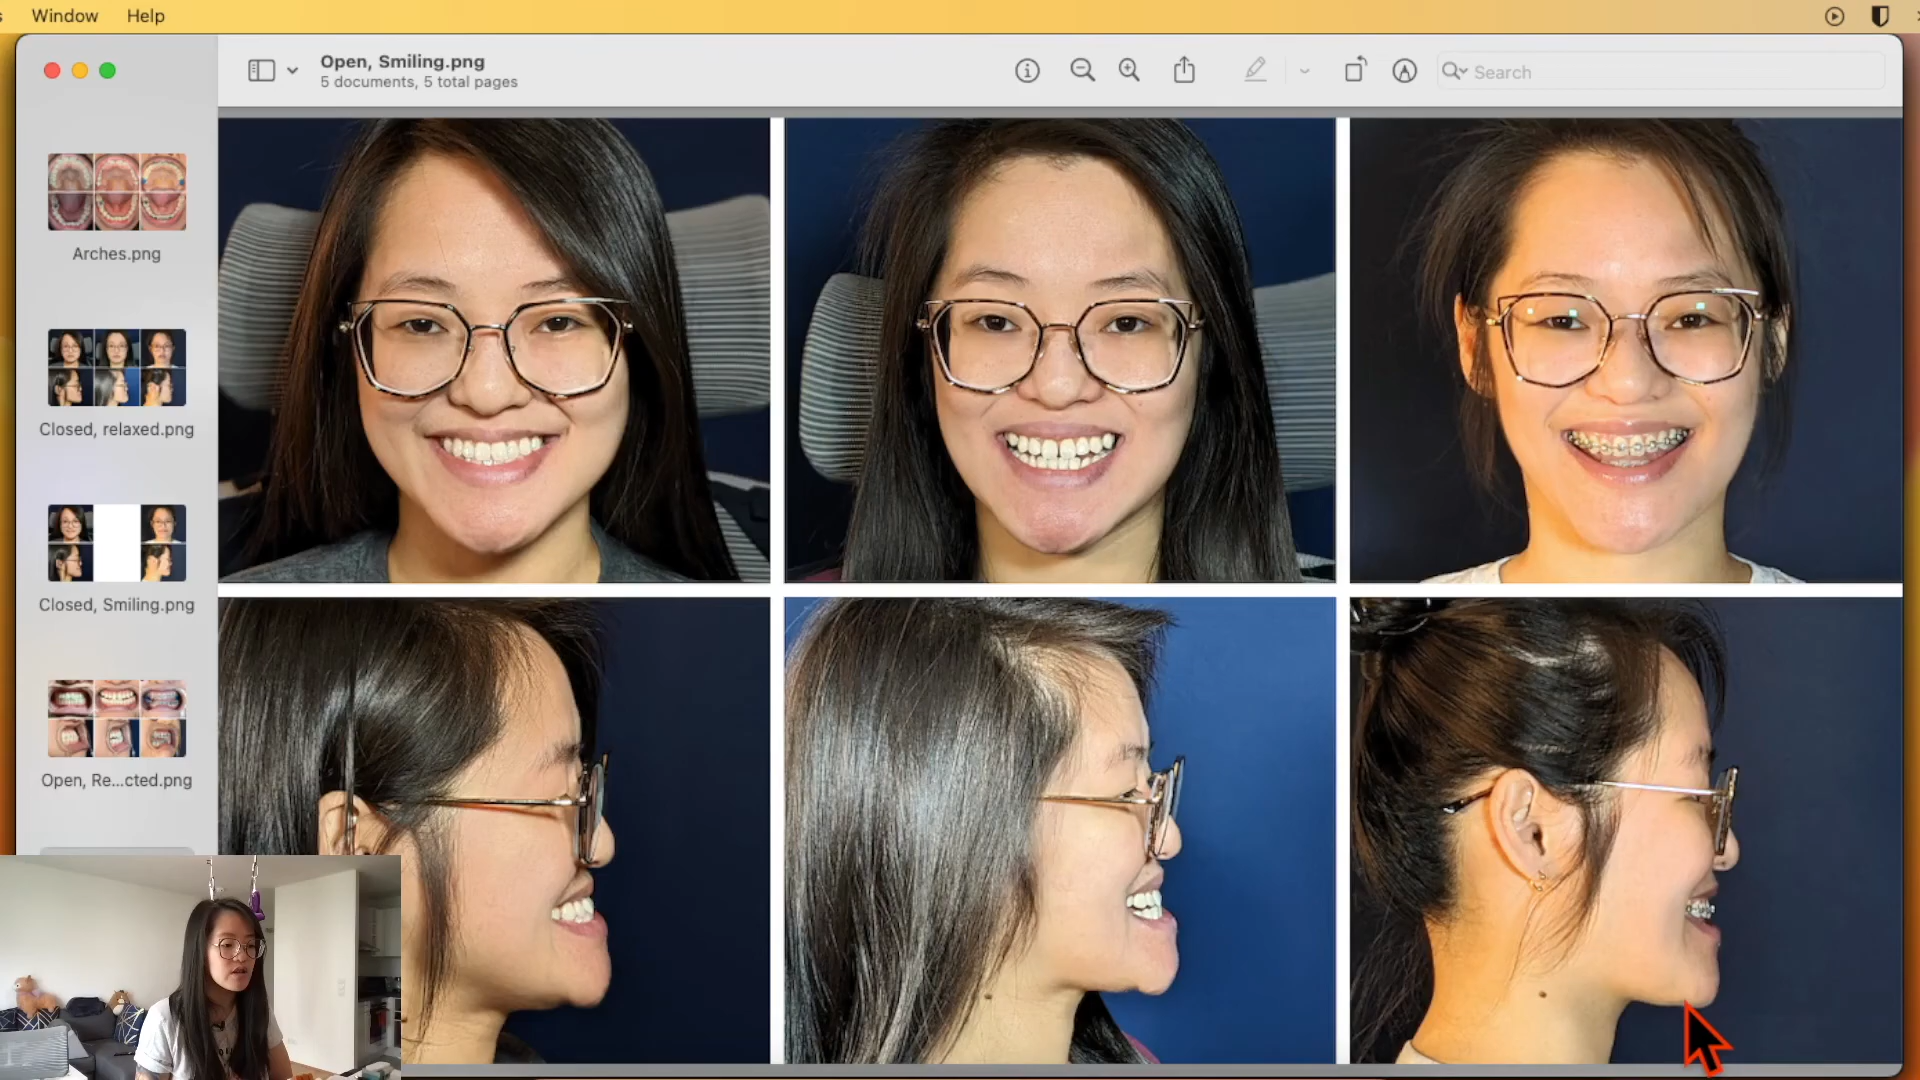 Window Help
Open, Smiling.png
5 documents, 5 total pages
Search
Arches.png
Closed, relaxed.png
Closed, Smiling.png
Open, Re...cted.png